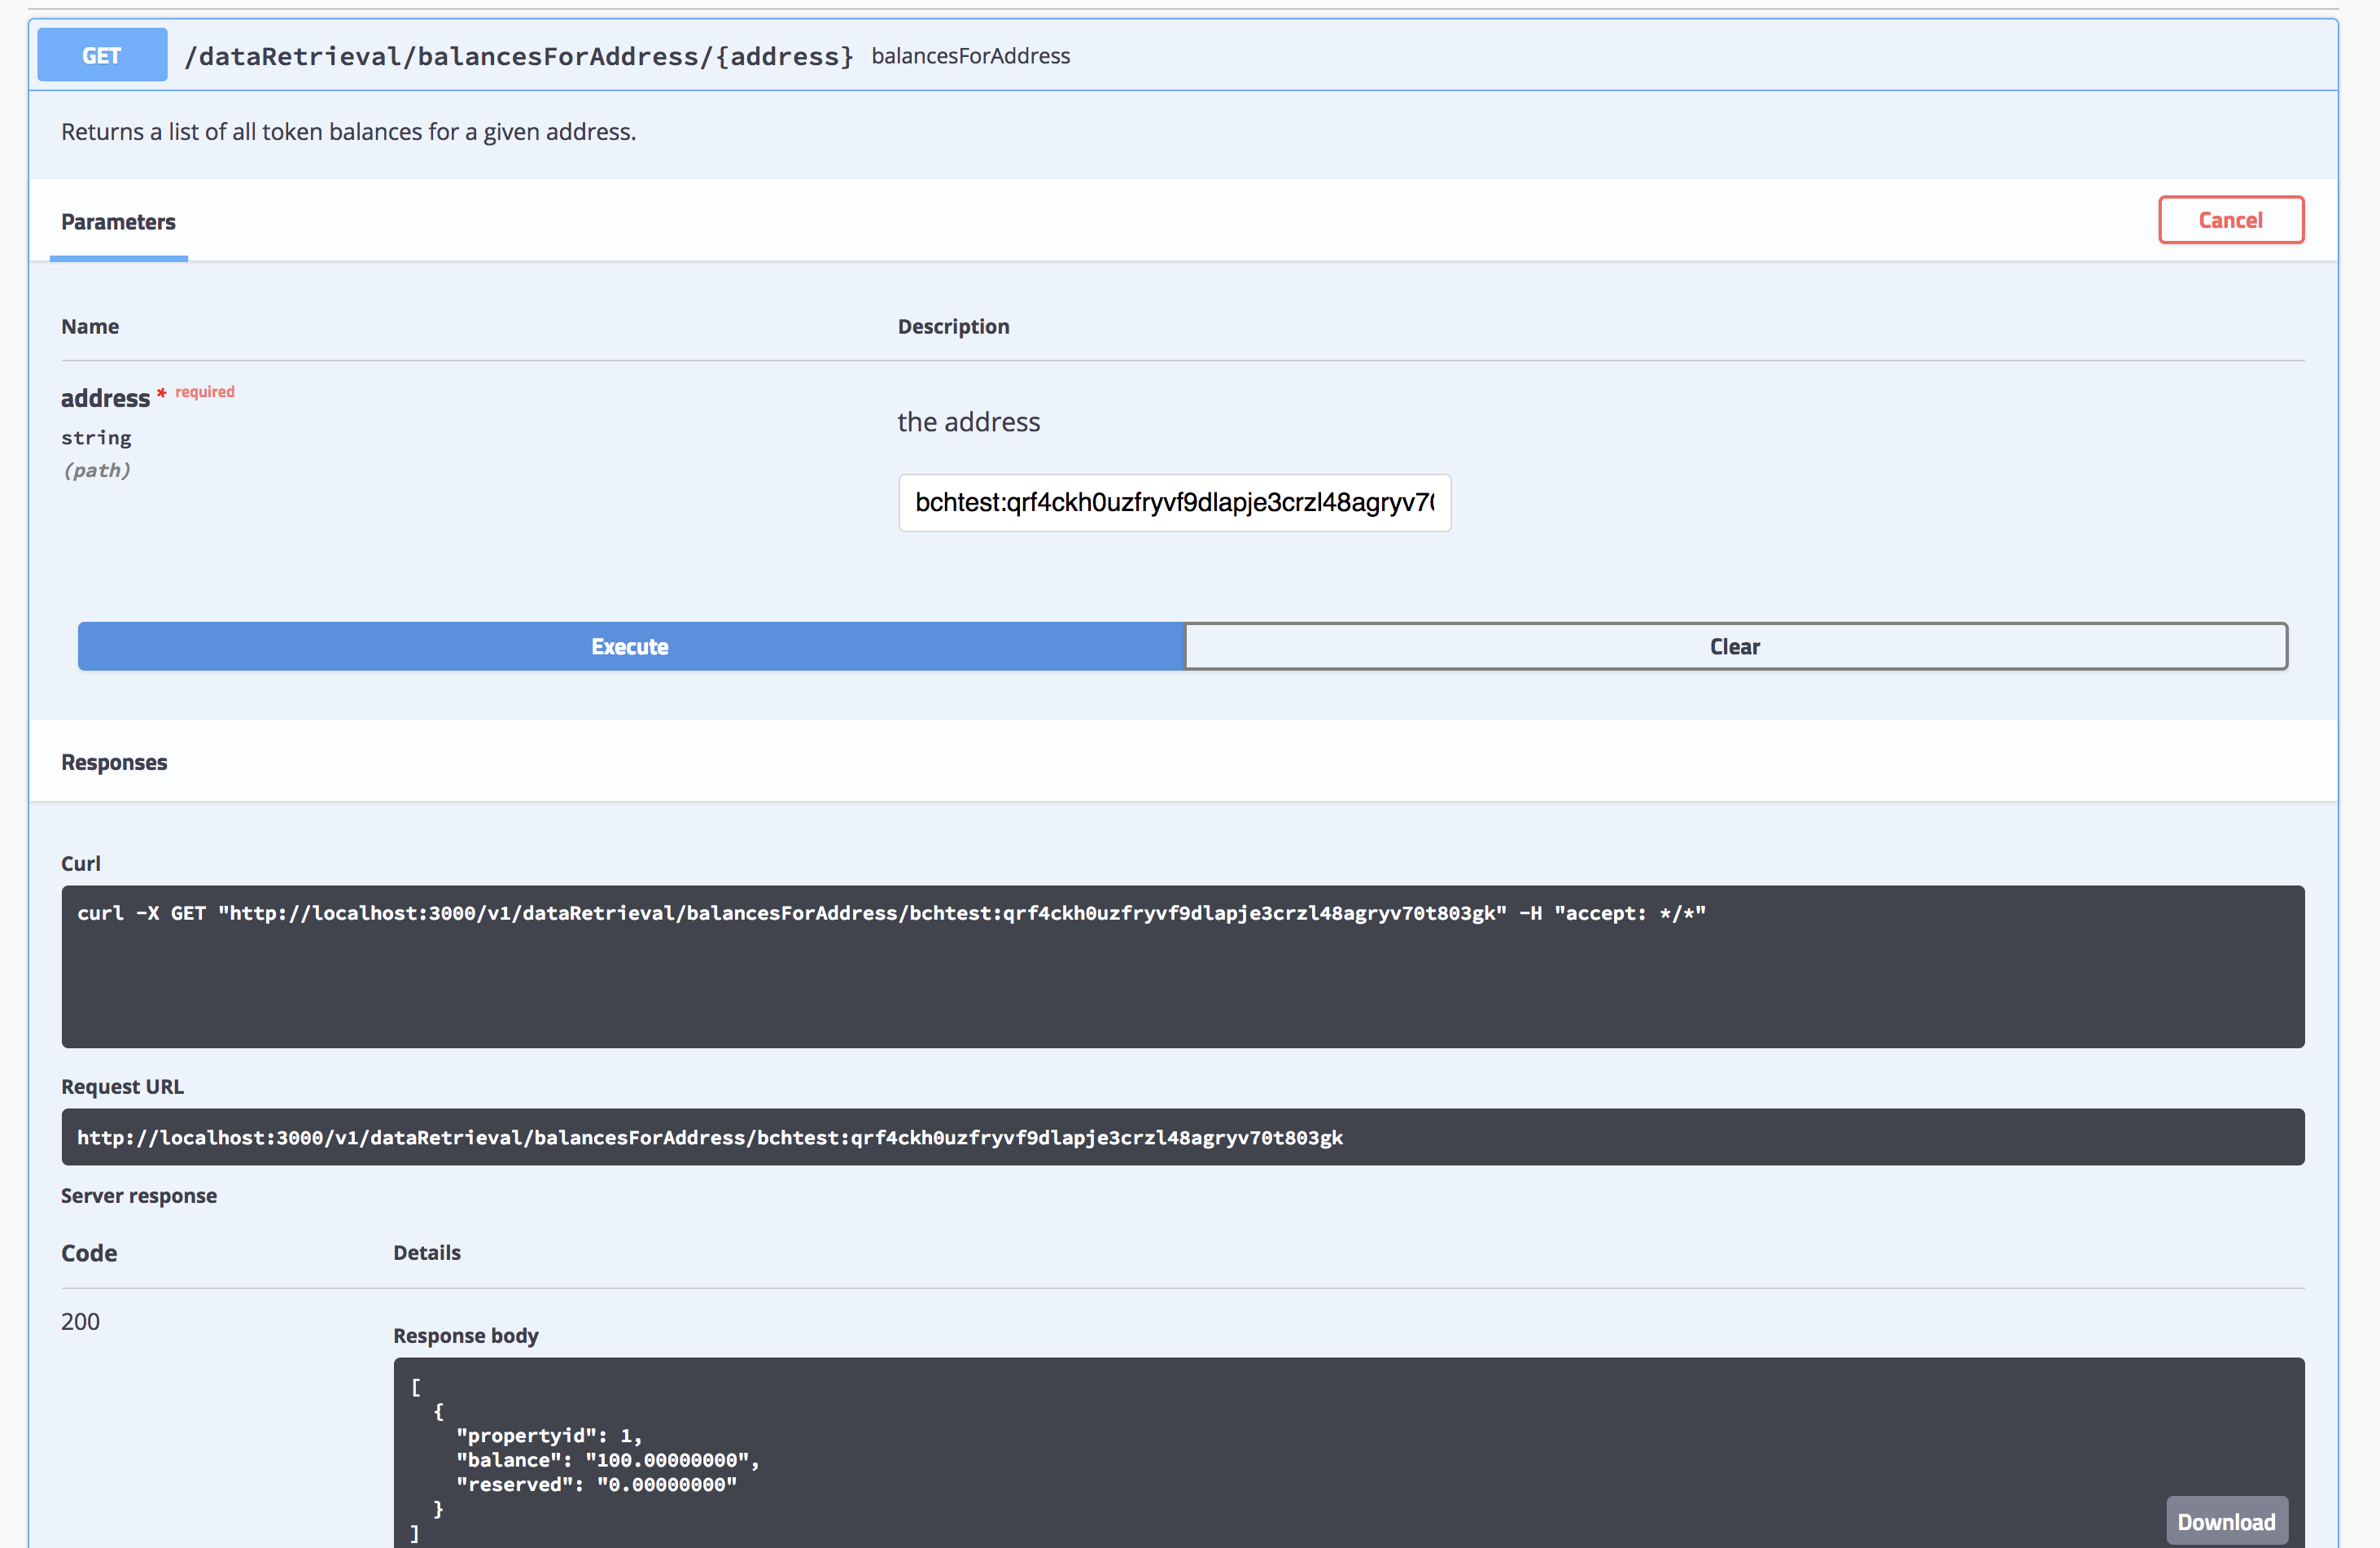 GET /dataRetrieval/balancesForAddress/{address} balancesForAddress
Returns a list of all token balances for a given address.
Parameters
Cancel
Name Description
address * required
string
(path)
the address
bchtest:qrf4ckh0uzfryvf9dlapje3crzl48agryv7
Execute Clear
Responses
Curl
curl -X GET "http://localhost:3000/v1/dataRetrieval/balancesForAddress/bchtest:qrf4ckh0uzfryvf9dlapje3crzl48agryv70t803gk" -H "accept: */*"
Request URL
http://localhost:3000/v1/dataRetrieval/balancesForAddress/bchtest:qrf4ckh0uzfryvf9dlapje3crzl48agryv70t803gk
Server response
Code Details
200
Response body
[
  {
    "propertyid": 1,
    "balance": "100.00000000",
    "reserved": "0.00000000"
  }
]
Download